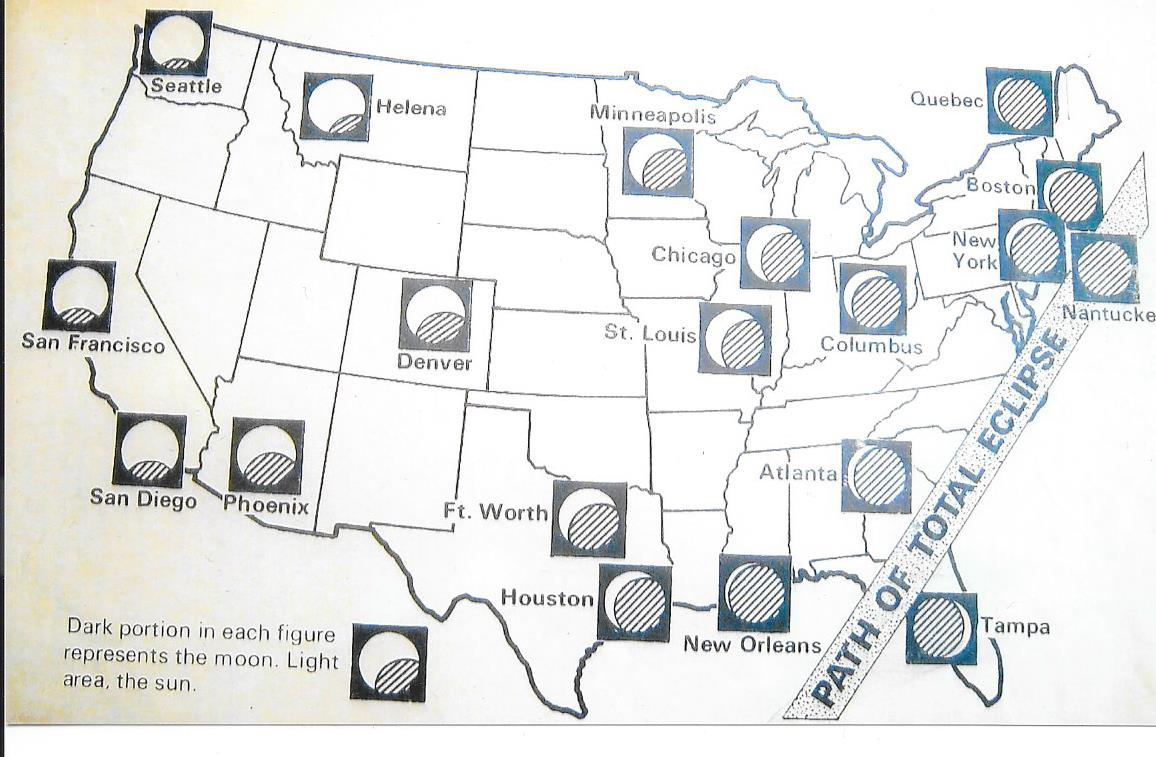 Seattle
Helena
Minneapolis
Quebec
Boston
New
York
Nantucke
Chicago
St. Louis
Columbus
San Francisco
Denver
San Diego
Phoenix
Ft. Worth
Atlanta
Houston
New Orleans
Tampa
PATH OF TOTAL ECLIPSE
Dark portion in each figure
represents the moon. Light
area, the sun.